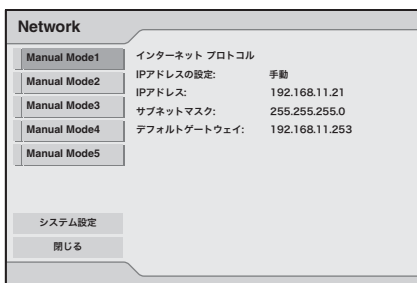 Network
Manual Mode1
Manual Mode2
Manual Mode3
Manual Mode4
Manual Mode5
システム設定
閉じる
インターネット プロトコル
IPアドレスの設定: 手動
IPアドレス: 192.168.11.21
サブネットマスク: 255.255.255.0
デフォルトゲートウェイ: 192.168.11.253